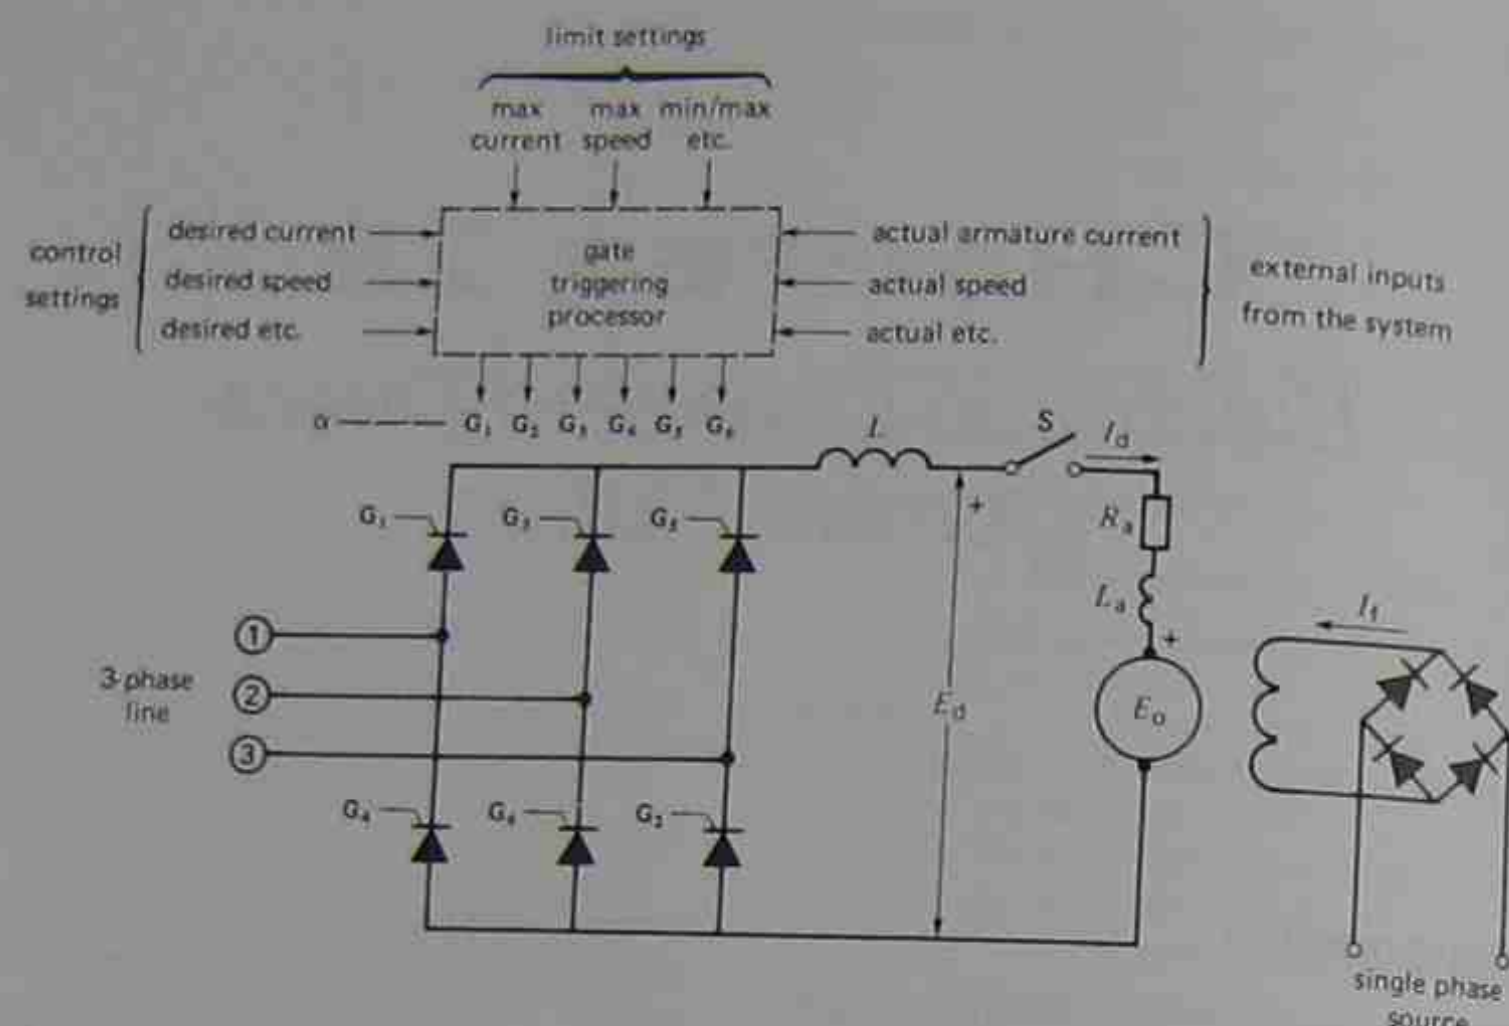 limit settings
max max min/max
current speed etc.
control
settings
desired current
desired speed
desired etc.
gate
triggering
processor
actual armature current
actual speed
actual etc.
external inputs
from the system
α G₁ G₂ G₃ G₄ G₅ G₆
L
S
I_d
G₁
G₃
G₅
+
R_a
L_a
+
I_f
3-phase
line
1
2
3
E_d
E_o
G₄
G₆
G₂
single phase
source